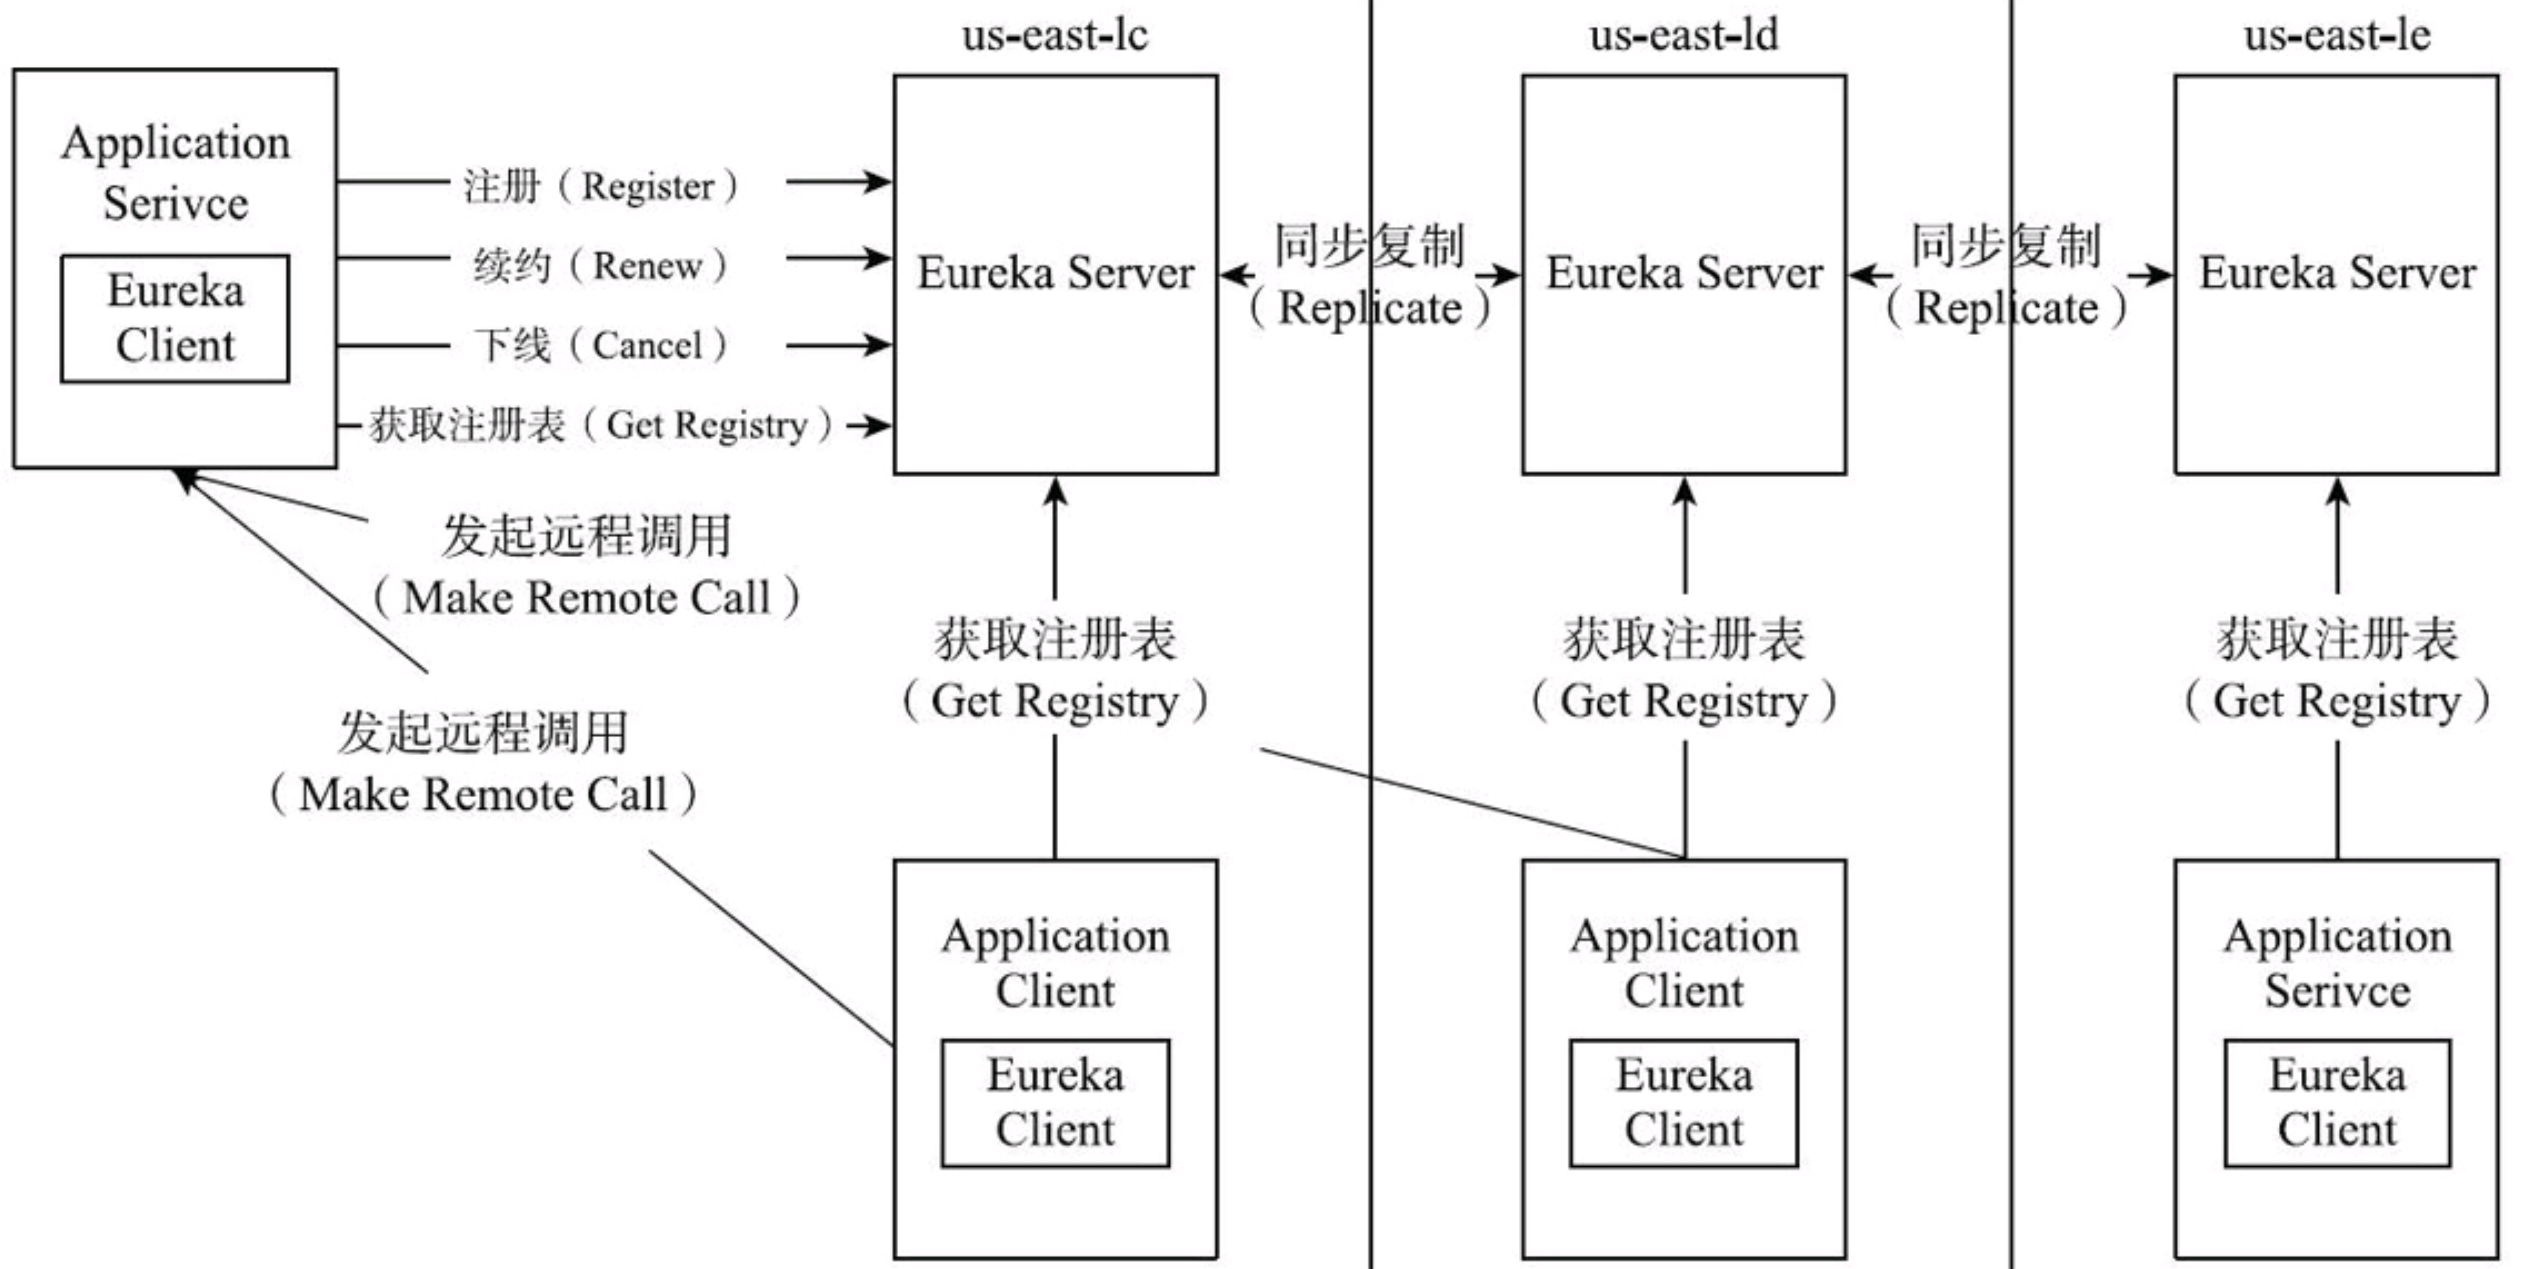 us-east-lc
us-east-ld
us-east-le
Application
Serivce
Eureka
Client
注册（Register）
续约（Renew）
下线（Cancel）
获取注册表（Get Registry）
Eureka Server
同步复制
（Replicate）
Eureka Server
同步复制
（Replicate）
Eureka Server
发起远程调用
（Make Remote Call）
发起远程调用
（Make Remote Call）
获取注册表
（Get Registry）
获取注册表
（Get Registry）
获取注册表
（Get Registry）
Application
Client
Eureka
Client
Application
Client
Eureka
Client
Application
Serivce
Eureka
Client